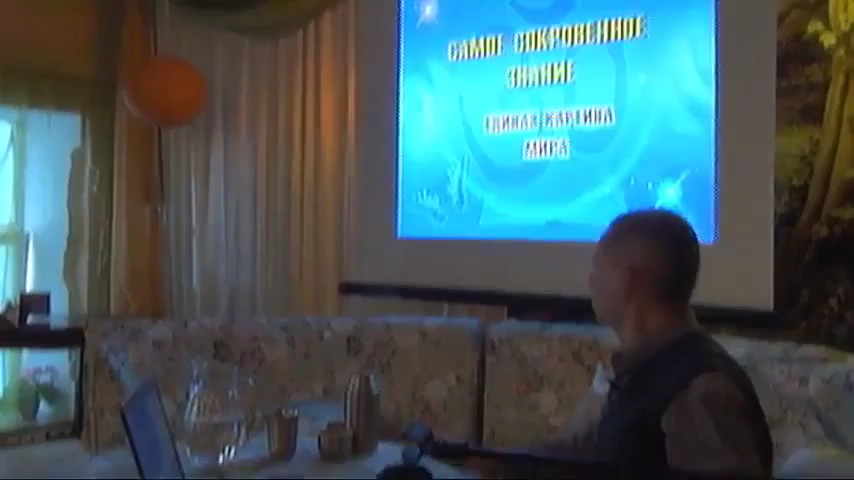 САМОЕ СОКРОВЕННОЕ
ЗНАНИЕ
ЕДИНАЯ КАРТИНА
МИРА